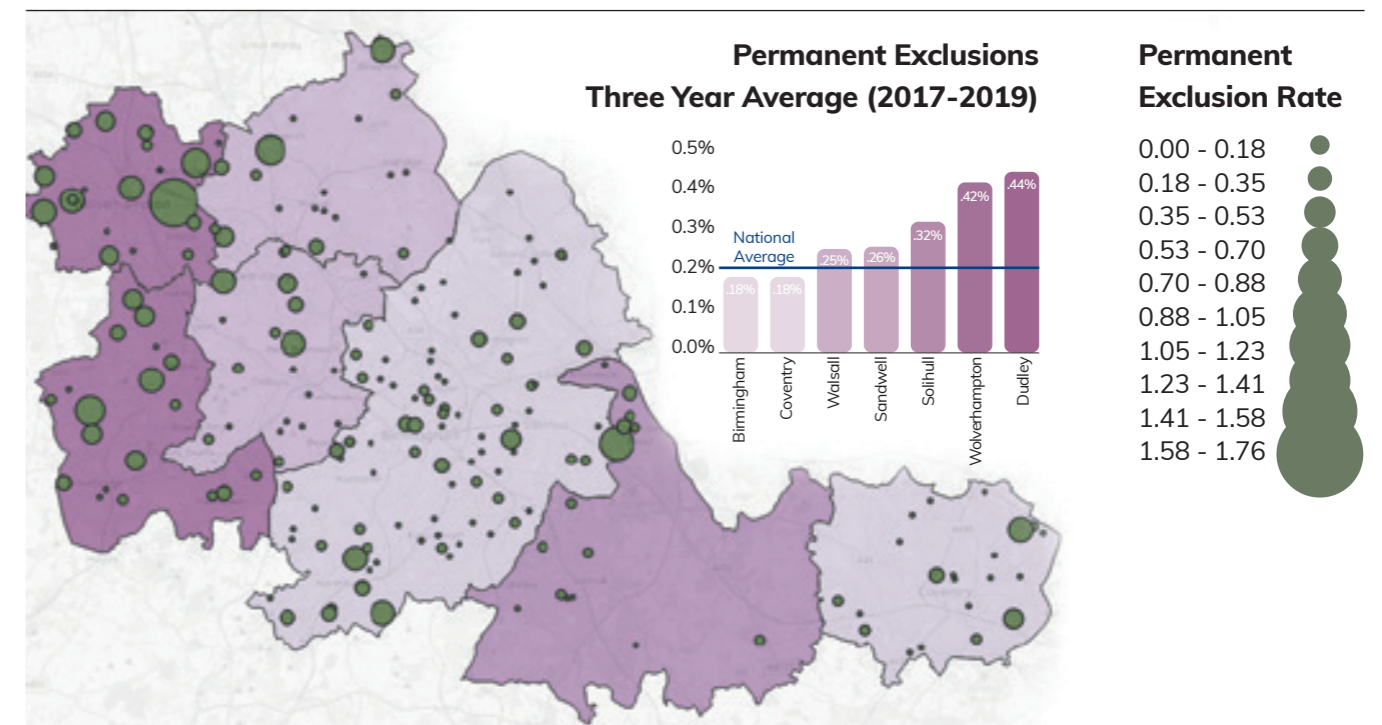 Permanent Exclusions
Three Year Average (2017-2019)
0.5%
0.4%
0.3%
0.2%
0.1%
0.0%
National
Average
.18%
.18%
.25%
.26%
.32%
.42%
.44%
Birmingham
Coventry
Walsall
Sandwell
Solihull
Wolverhampton
Dudley
Permanent
Exclusion Rate
0.00 - 0.18
0.18 - 0.35
0.35 - 0.53
0.53 - 0.70
0.70 - 0.88
0.88 - 1.05
1.05 - 1.23
1.23 - 1.41
1.41 - 1.58
1.58 - 1.76
Coventry